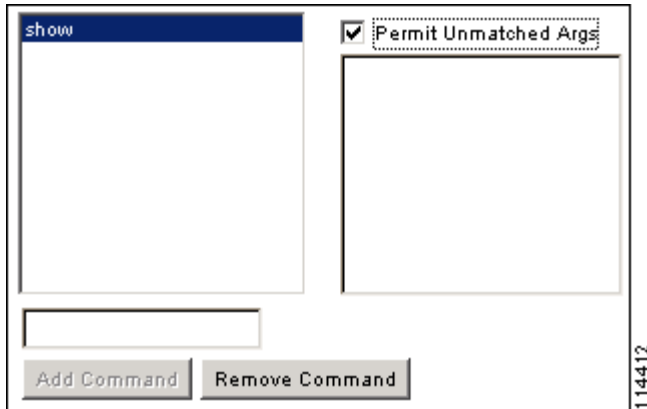 show
Permit Unmatched Args
Add Command
Remove Command
114412